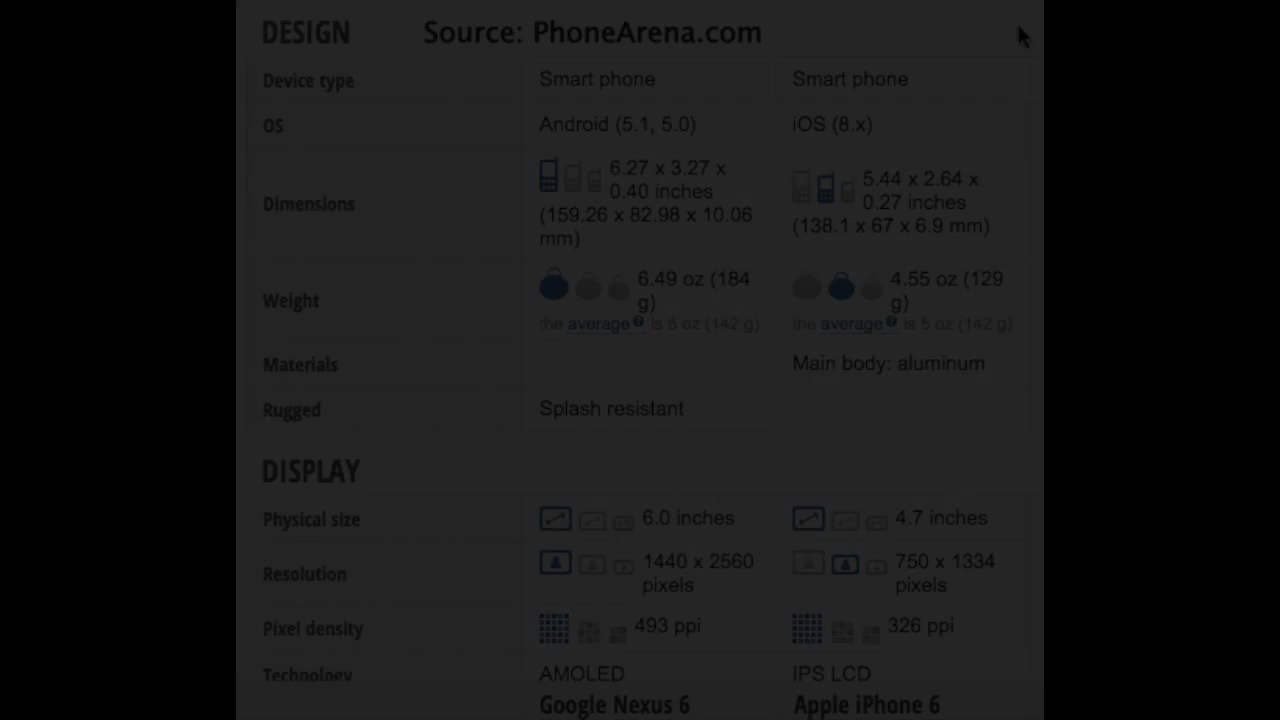 DESIGN Source: PhoneArena.com
Device type Smart phone Smart phone
OS Android (5.1, 5.0) iOS (8.x)
Dimensions
6.27 x 3.27 x
0.40 inches
(159.26 x 82.98 x 10.06
mm)
5.44 x 2.64 x
0.27 inches
(138.1 x 67 x 6.9 mm)
Weight
6.49 oz (184
g)
the average ? is 5 oz (142 g)
4.55 oz (129
g)
the average ? is 5 oz (142 g)
Materials Main body: aluminum
Rugged Splash resistant
DISPLAY
Physical size 6.0 inches 4.7 inches
Resolution
1440 x 2560
pixels
750 x 1334
pixels
Pixel density 493 ppi 326 ppi
Technology AMOLED IPS LCD
Google Nexus 6 Apple iPhone 6